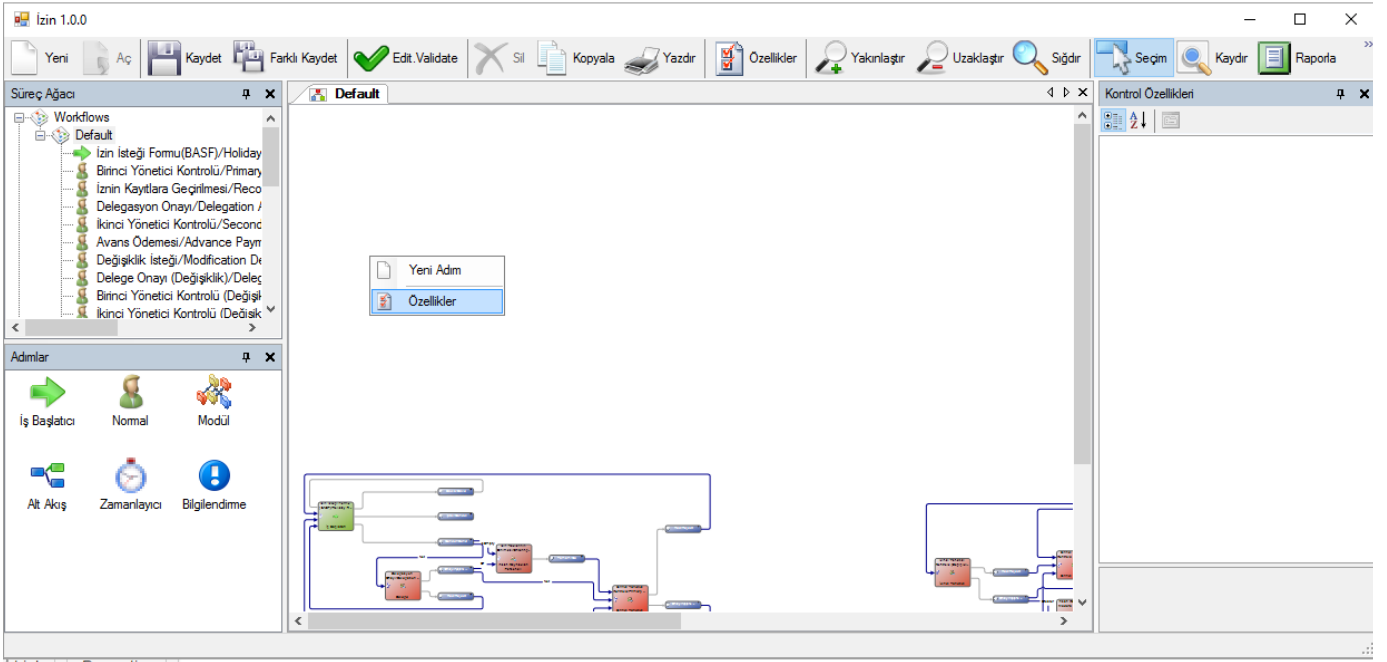 İzin 1.0.0
Yeni Aç Kaydet Farklı Kaydet Edit.Validate Sil Kopyala Yazdır Özellikler Yakınlaştır Uzaklaştır Sığdır Seçim Kaydır Raporla
Süreç Ağacı
Workflows
Default
İzin İsteği Formu(BASF)/Holiday
Birinci Yönetici Kontrolü/Primary
İznin Kayıtlara Geçirilmesi/Reco
Delegasyon Onayı/Delegation
İkinci Yönetici Kontrolü/Second
Avans Ödemesi/Advance Paym
Değişiklik İsteği/Modification De
Delege Onayı (Değişiklik)/Deleg
Birinci Yönetici Kontrolü (Değişik
İkinci Yönetici Kontrolü (Değişik
Adımlar
İş Başlatıcı Normal Modül
Alt Akış Zamanlayıcı Bilgilendirme
Default
Yeni Adım
Özellikler
Kontrol Özellikleri